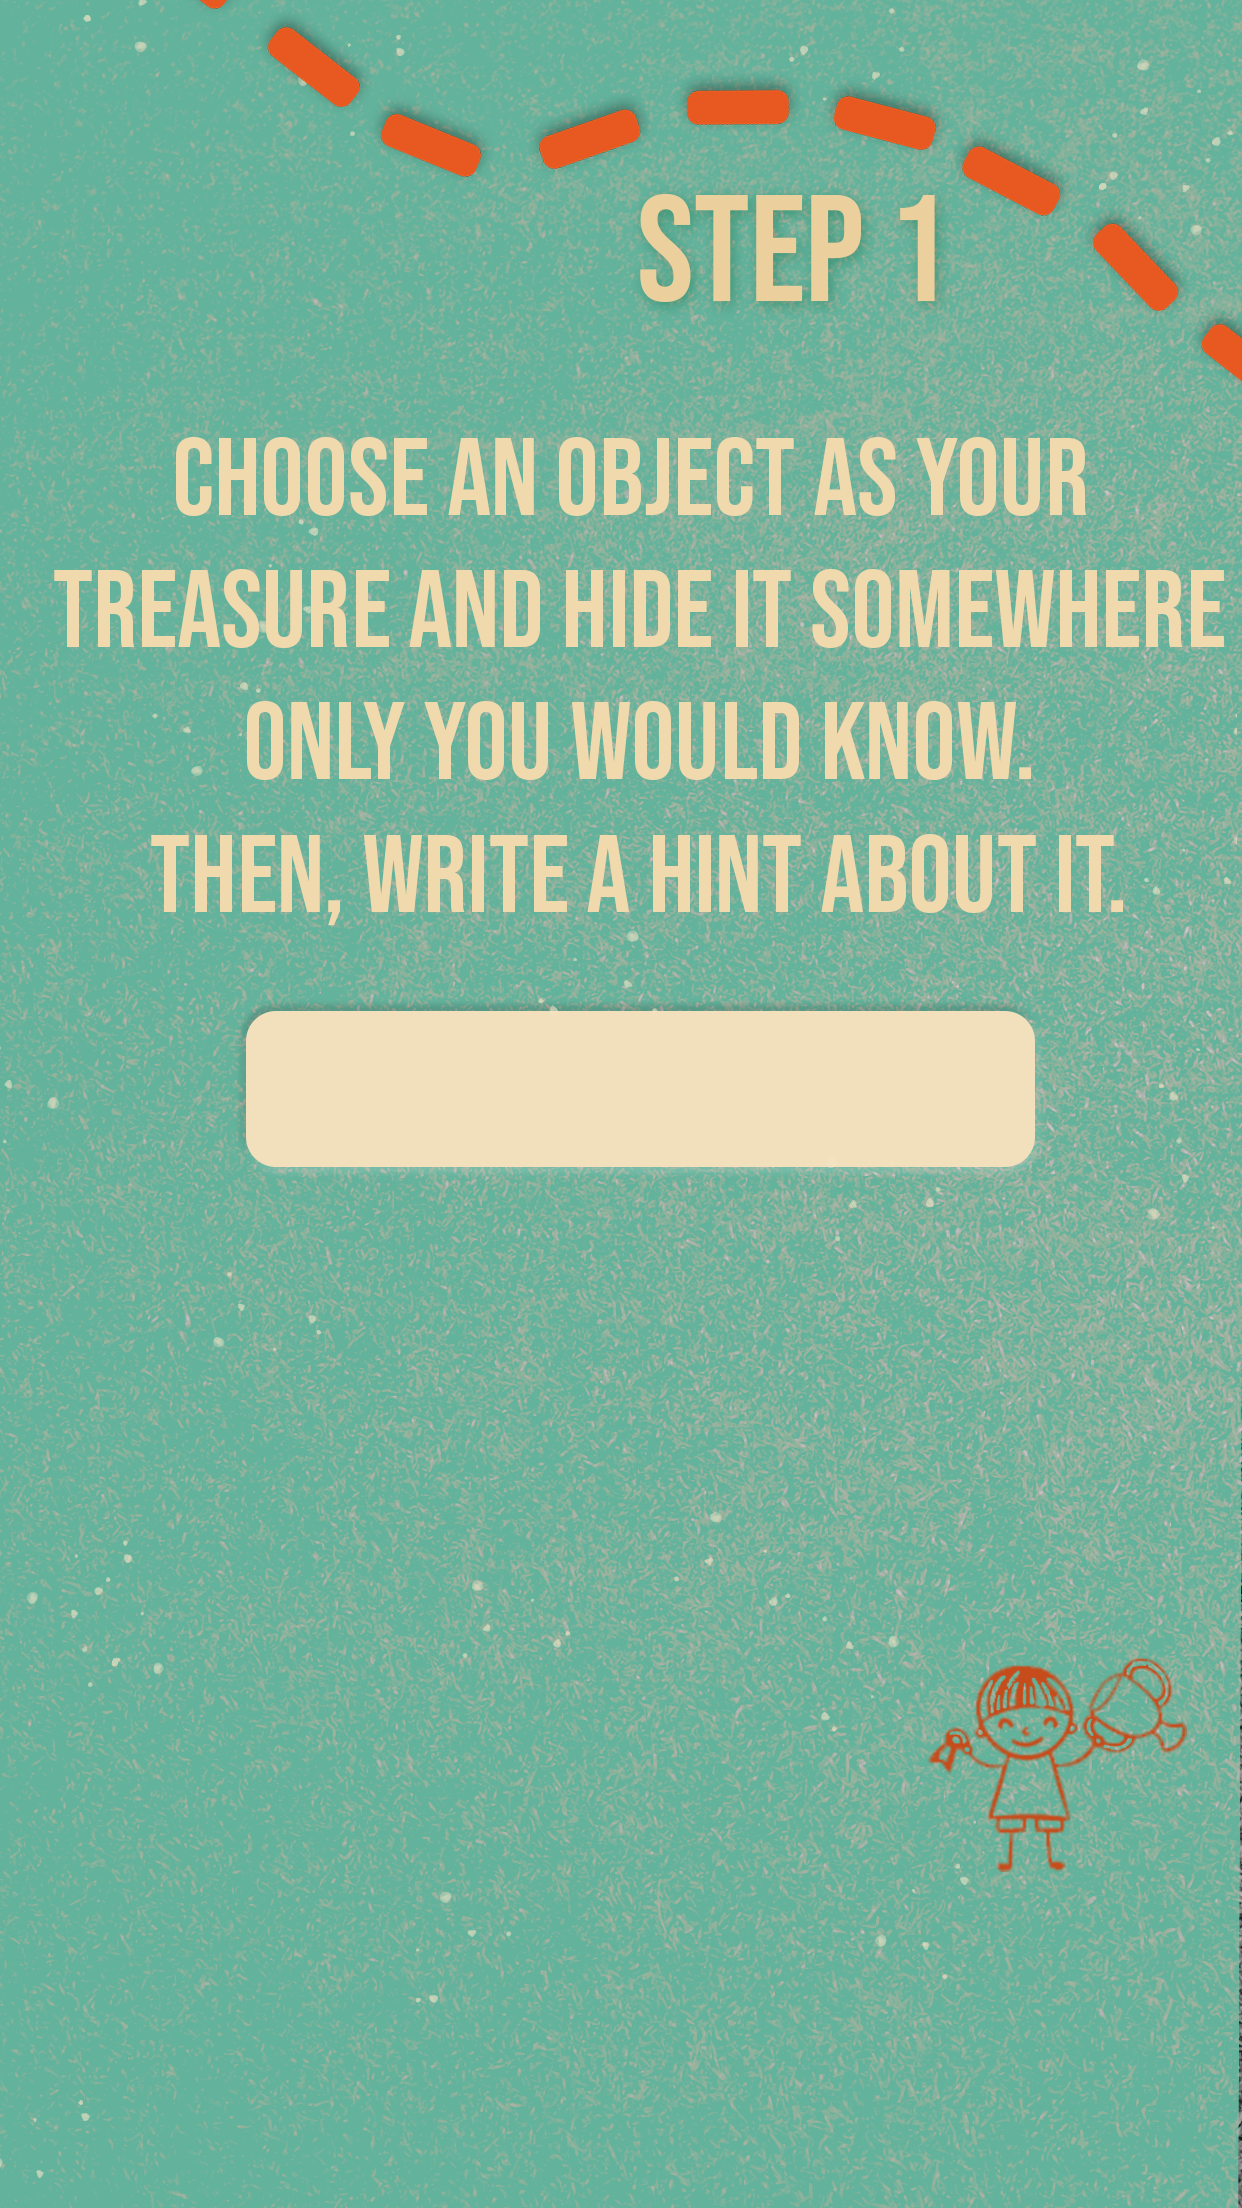 STEP 1
CHOOSE AN OBJECT AS YOUR
TREASURE AND HIDE IT SOMEWHERE
ONLY YOU WOULD KNOW.
THEN, WRITE A HINT ABOUT IT.